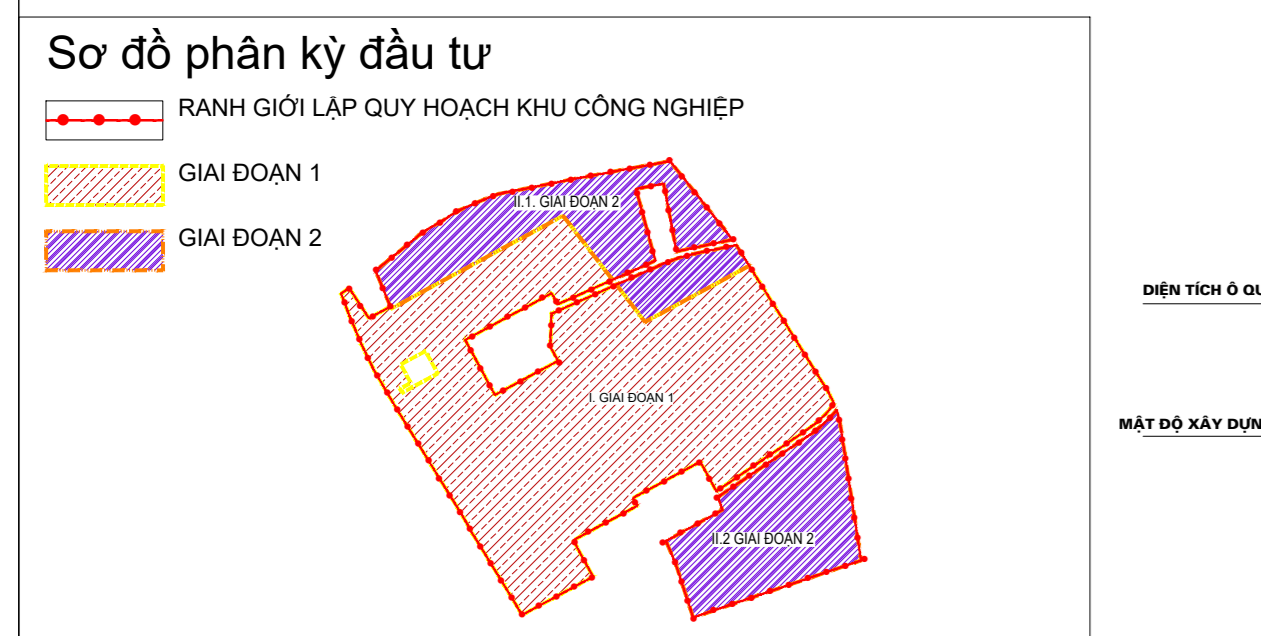 Sơ đồ phân kỳ đầu tư
RANH GIỚI LẬP QUY HOẠCH KHU CÔNG NGHIỆP
GIAI ĐOẠN 1
GIAI ĐOẠN 2
II.1. GIAI ĐOẠN 2
I. GIAI ĐOẠN 1
II.2 GIAI ĐOẠN 2
DIỆN TÍCH Ô
MẬT ĐỘ XÂY